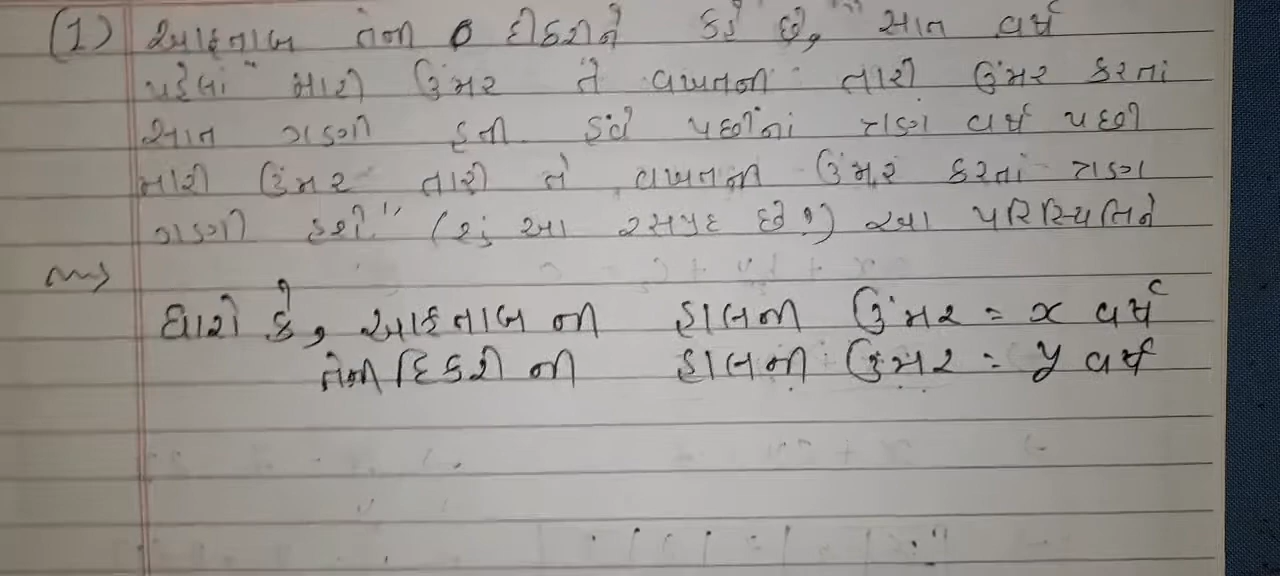 (1) આફતાબ તેની દીકરીને કહે છે, "સાત વર્ષ
પહેલાં" મારી ઉંમર તે વખતની તારી ઉંમર કરતાં
સાત ગણી હતી હવે પછીનાં ત્રણ વર્ષ પછી
મારી ઉંમર તારી તે વખતની ઉંમર કરતાં ત્રણ
ગણી હશે." (શું આ રસપ્રદ છે?) આ પરિસ્થિતિને
ધારો કે, આફતાબ ની હાલની ઉંમર = x વર્ષ
તેની દિકરી ની હાલની ઉંમર = y વર્ષ